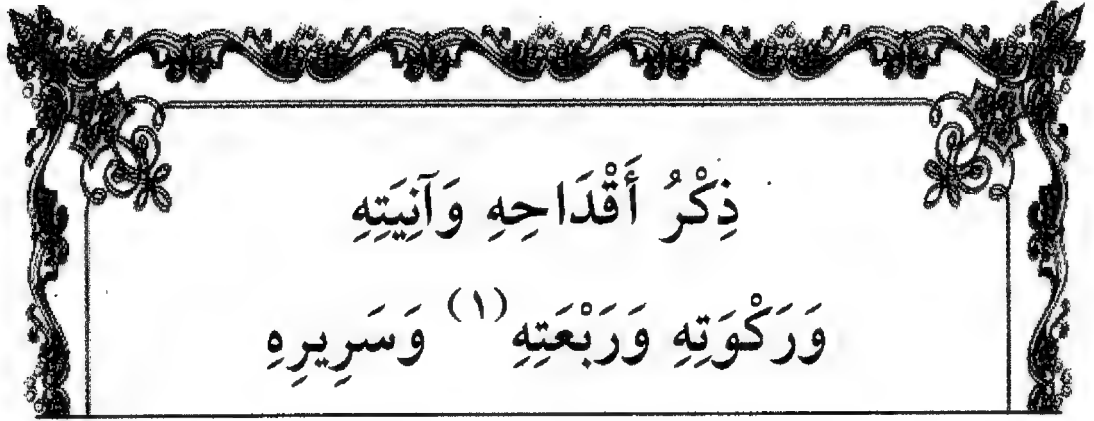 ذِكْرُ أَقْدَاحِهِ وَآنِيَتِهِ
وَرَكْوَتِهِ وَرَبْعَتِهِ (١) وَسَرِيرِهِ